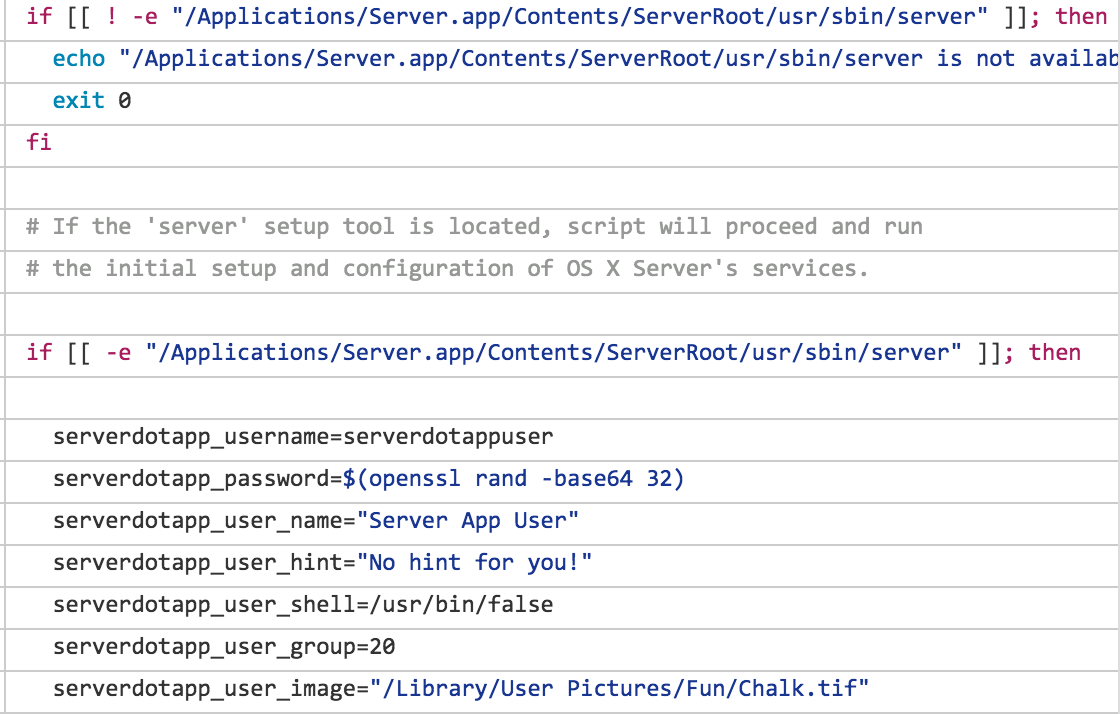 if [[ ! -e "/Applications/Server.app/Contents/ServerRoot/usr/sbin/server" ]]; then
echo "/Applications/Server.app/Contents/ServerRoot/usr/sbin/server is not
exit 0
fi
# If the 'server' setup tool is located, script will proceed and run
# the initial setup and configuration of OS X Server's services.
if [[ -e "/Applications/Server.app/Contents/ServerRoot/usr/sbin/server" ]]; then
serverdotapp_username=serverdotappuser
serverdotapp_password=$(openssl rand -base64 32)
serverdotapp_user_name="Server App User"
serverdotapp_user_hint="No hint for you!"
serverdotapp_user_shell=/usr/bin/false
serverdotapp_user_group=20
serverdotapp_user_image="/Library/User Pictures/Fun/Chalk.tif"